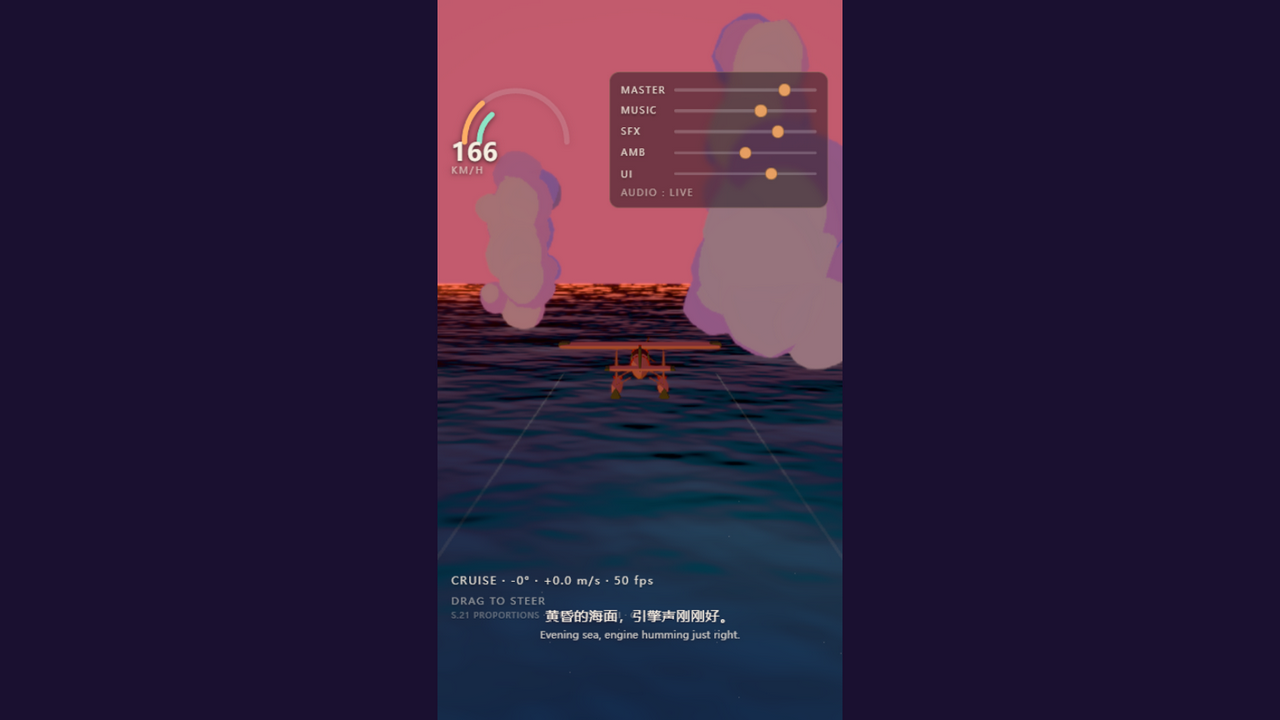 MASTER
MUSIC
SFX
AMB
UI
AUDIO : LIVE
166
KM/H
CRUISE · -0° · +0.0 m/s · 50 fps
DRAG TO STEER
S.21 PROPORTIONS
黄昏的海面，引擎声刚刚好。
Evening sea, engine humming just right.